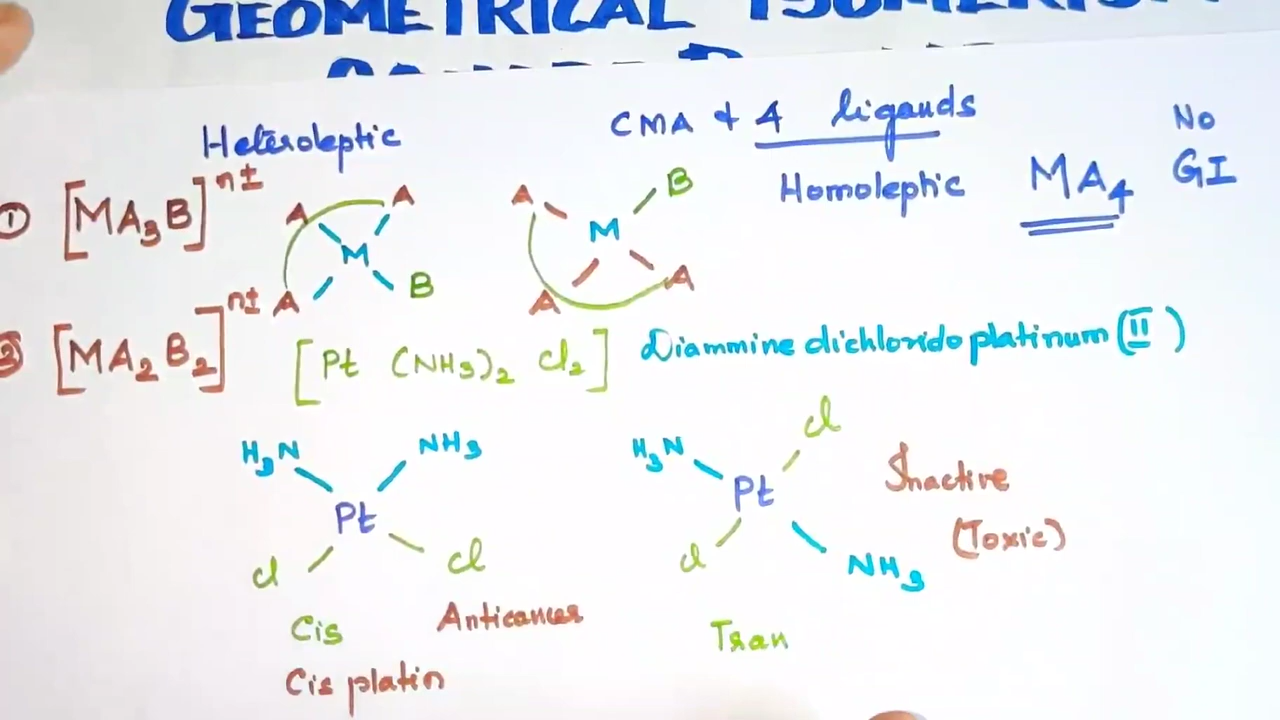 GEOMETRICAL ISOMERISM
Heteroleptic
CMA & 4 ligands
No
GI
Homoleptic MA₄
① [MA₃B]ⁿ±
A A
M
A B
A B
M
A A
② [MA₂B₂]ⁿ±
[Pt (NH₃)₂ Cl₂] Diammine dichlorido platinum (II)
H₃N NH₃
Pt
Cl Cl
H₃N Cl
Pt
Cl NH₃
Inactive
(Toxic)
Cis Anticancer
Cis platin
Tran